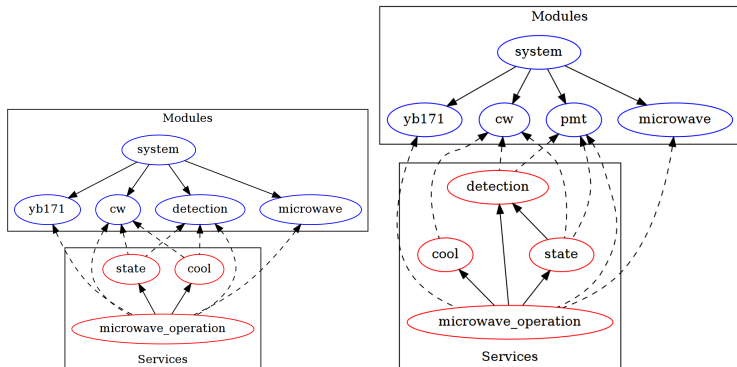 Modules
system
yb171
cw
detection
microwave
state
cool
microwave_operation
Services
Modules
system
yb171
cw
pmt
microwave
detection
cool
state
microwave_operation
Services